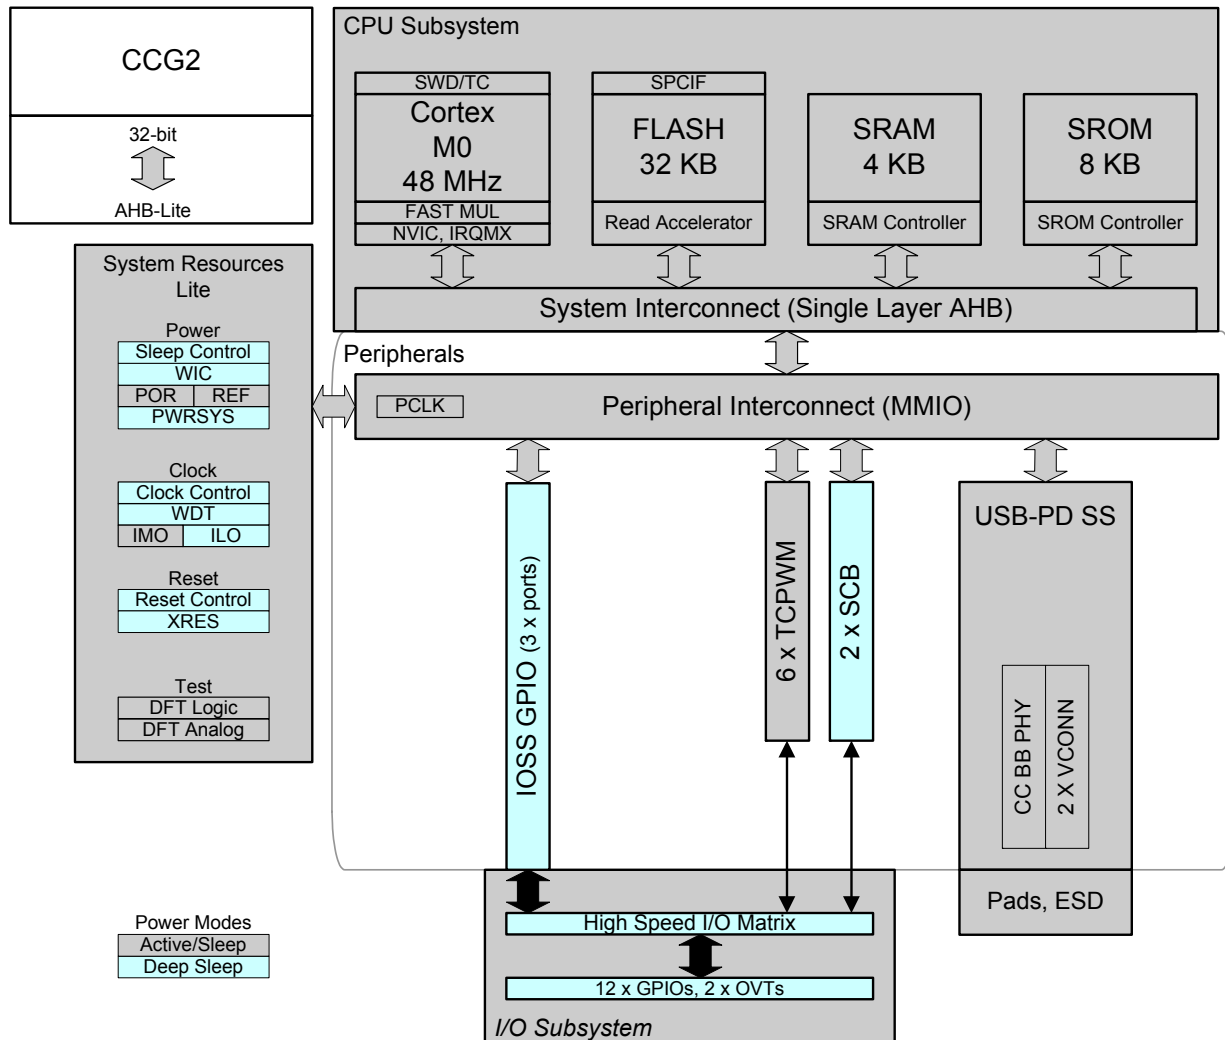 CCG2
32-bit
AHB-Lite
CPU Subsystem
SWD/TC
Cortex
M0
48 MHz
FAST MUL
NVIC, IRQMX
SPCIF
FLASH
32 KB
Read Accelerator
SRAM
4 KB
SRAM Controller
SROM
8 KB
SROM Controller
System Interconnect (Single Layer AHB)
System Resources
Lite
Power
Sleep Control
WIC
POR REF
PWRSYS
Clock
Clock Control
WDT
IMO ILO
Reset
Reset Control
XRES
Test
DFT Logic
DFT Analog
Peripherals
PCLK
Peripheral Interconnect (MMIO)
IOSS GPIO (3 x ports)
6 x TCPWM
2 x SCB
USB-PD SS
CC BB PHY
2 X VCONN
Pads, ESD
High Speed I/O Matrix
12 x GPIOs, 2 x OVTs
I/O Subsystem
Power Modes
Active/Sleep
Deep Sleep